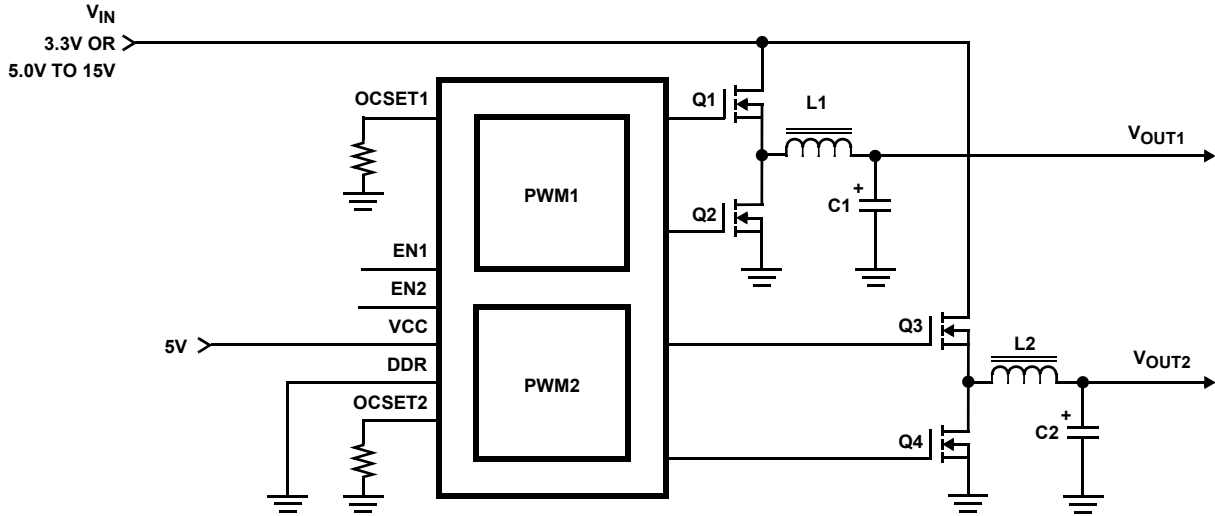 VIN
3.3V OR
5.0V TO 15V
OCSET1
Q1
L1
VOUT1
PWM1
+
C1
Q2
EN1
EN2
VCC
5V
Q3
L2
VOUT2
DDR
PWM2
OCSET2
+
C2
Q4